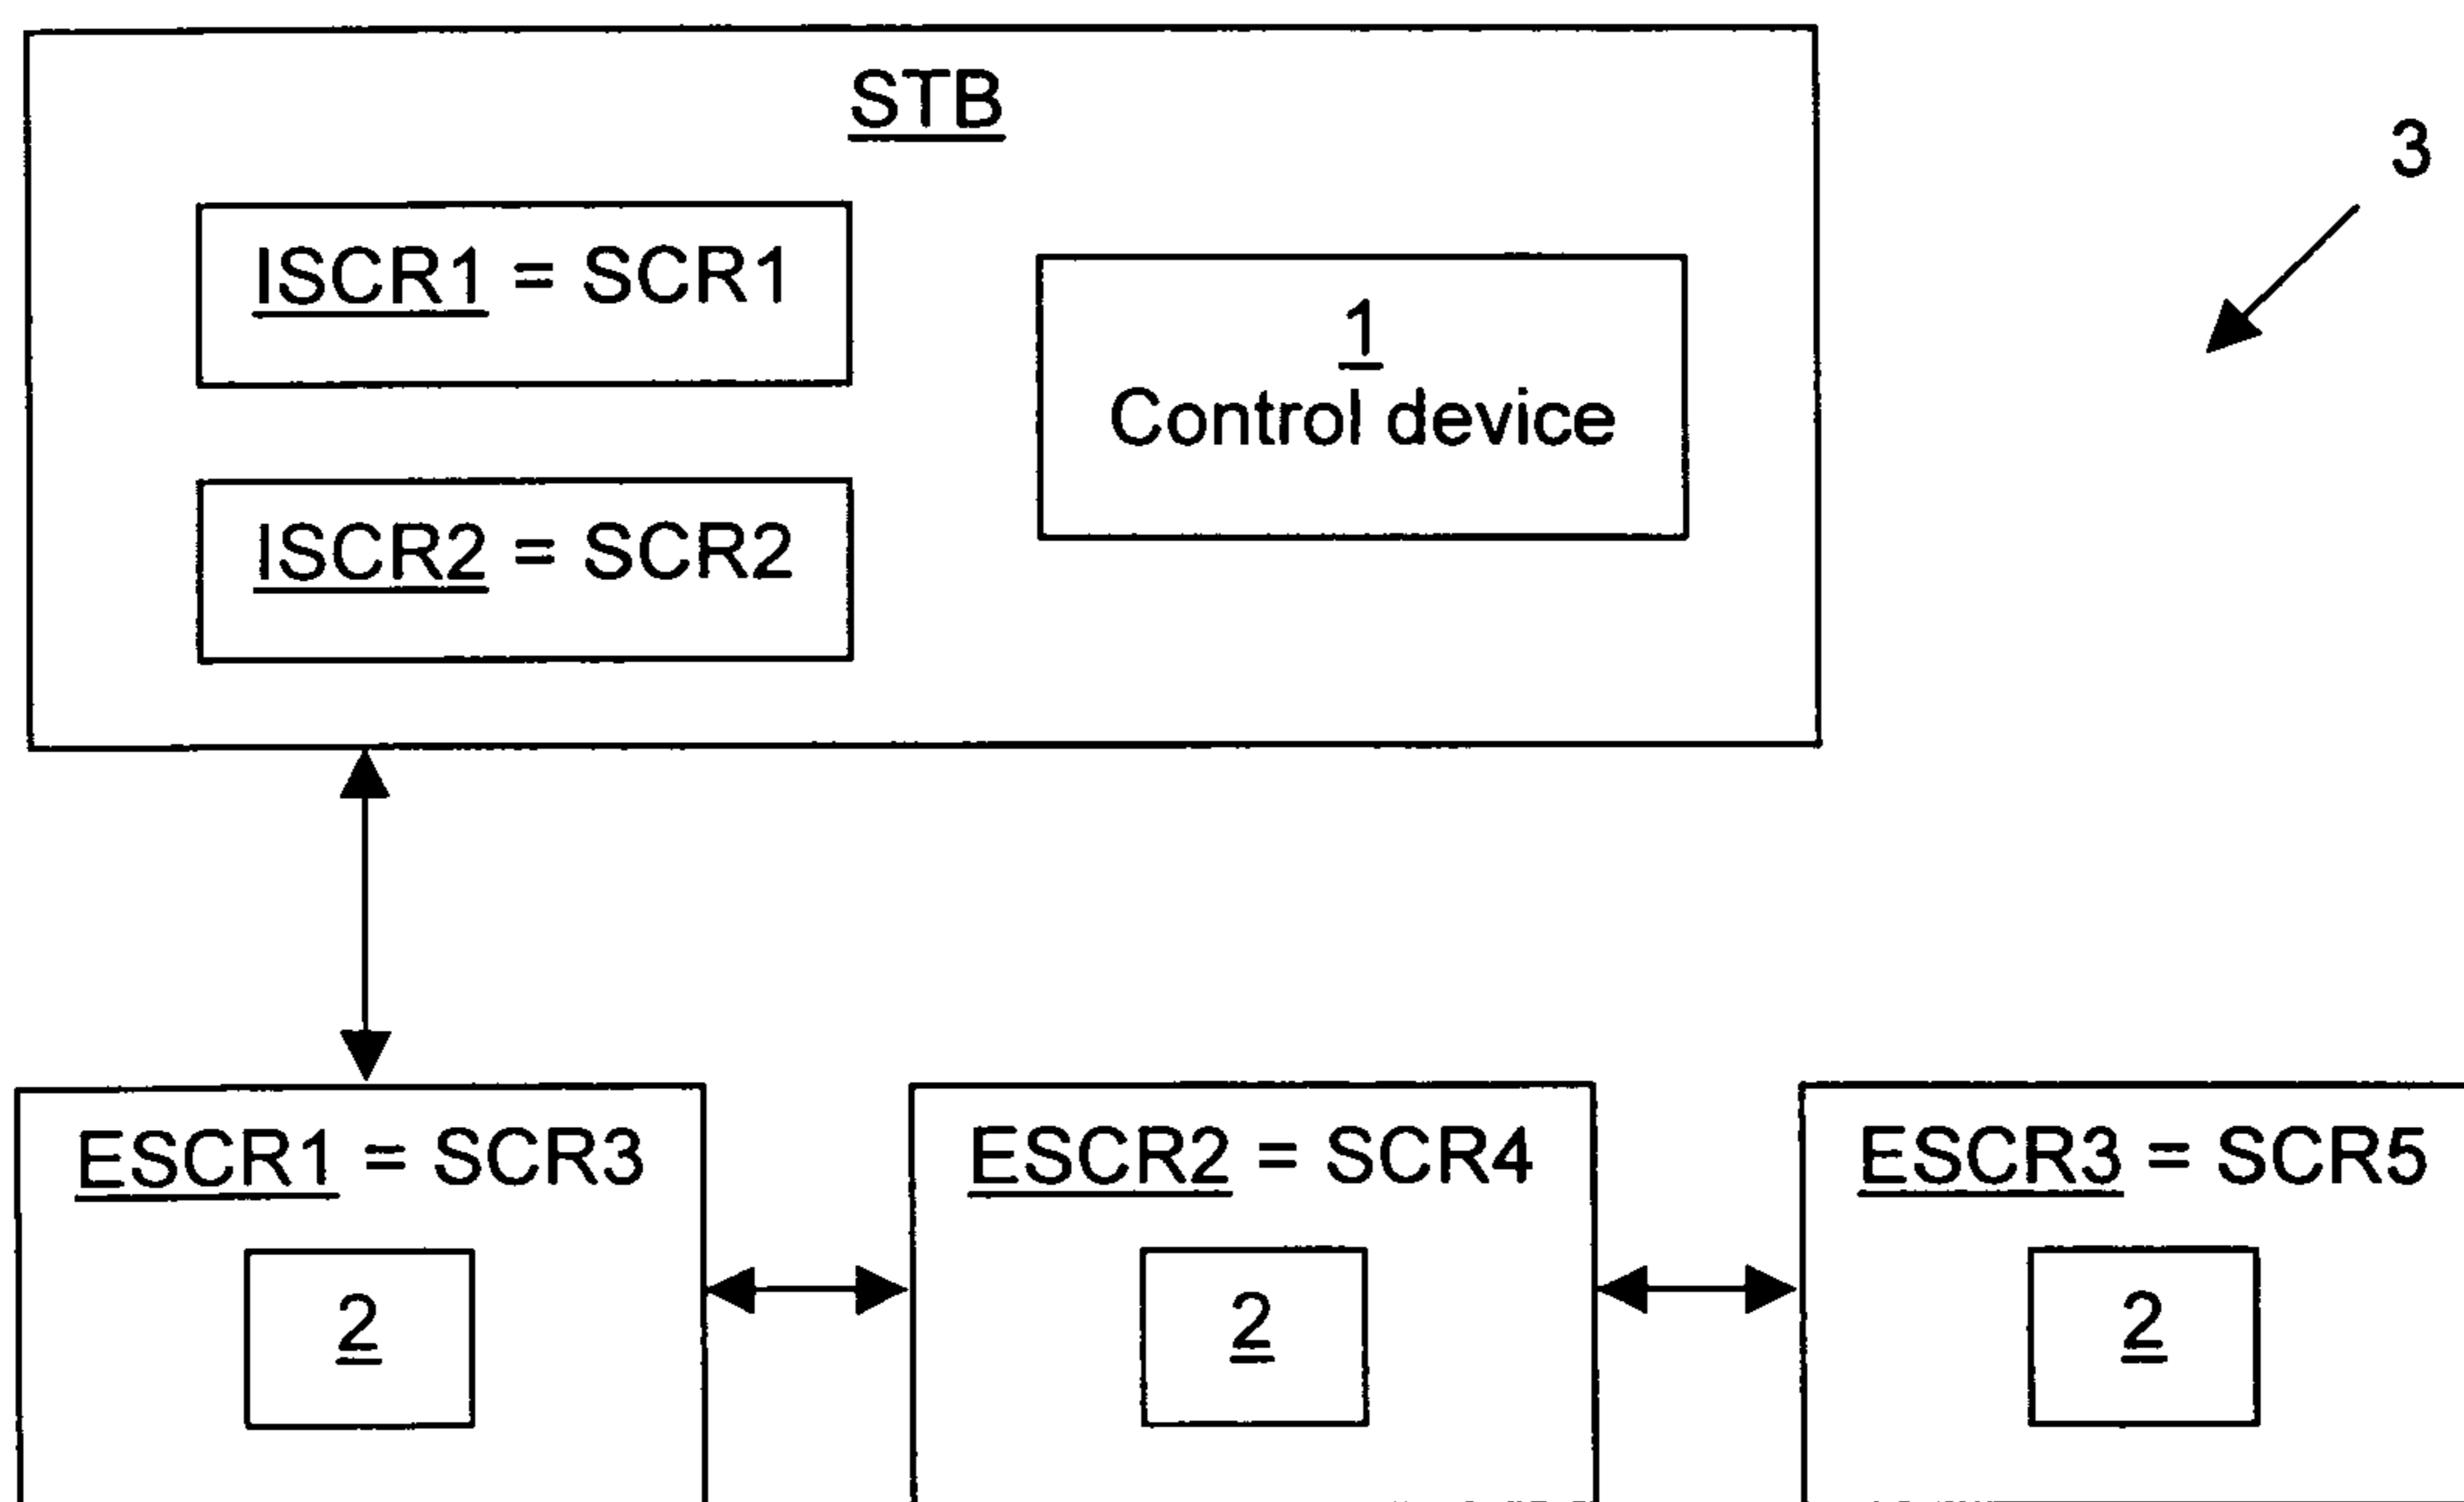 STB
3
ISCR1 = SCR1
1
Control device
ISCR2 = SCR2
ESCR1 = SCR3
ESCR2 = SCR4
ESCR3 = SCR5
2
2
2